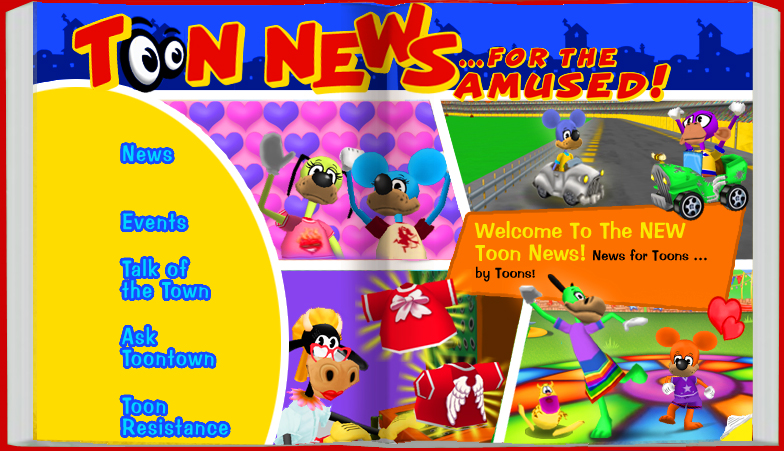 TOON NEWS
...FOR THE
AMUSED!
News
Events
Talk of
the Town
Ask
Toontown
Toon
Resistance
Welcome To The NEW
Toon News! News for Toons ...
by Toons!